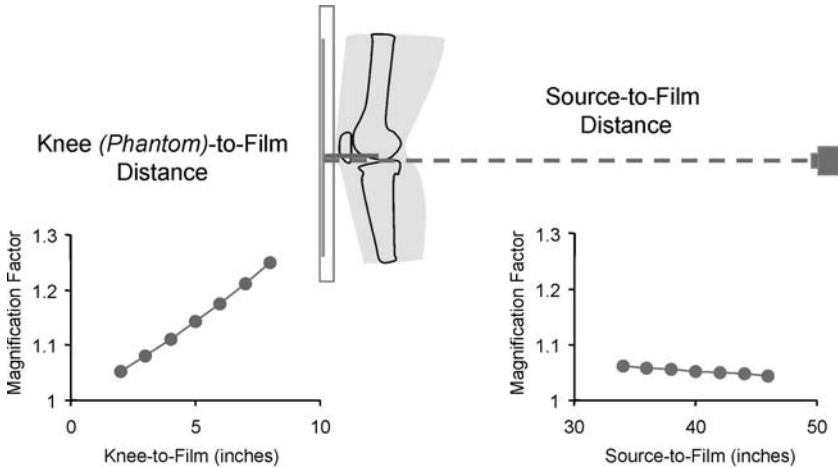 Knee (Phantom)-to-Film
Distance
Source-to-Film
Distance
Magnification Factor
1.3
1.2
1.1
1
0
5
10
Knee-to-Film (inches)
Magnification Factor
1.3
1.2
1.1
1
30
40
50
Source-to-Film (inches)